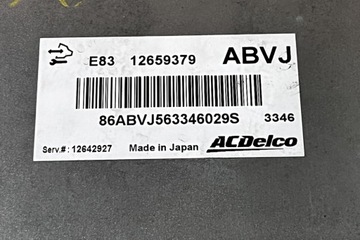 E83 12659379 ABVJ
86ABVJ563346029S 3346
Serv.#: 12642927 Made in Japan ACDelco